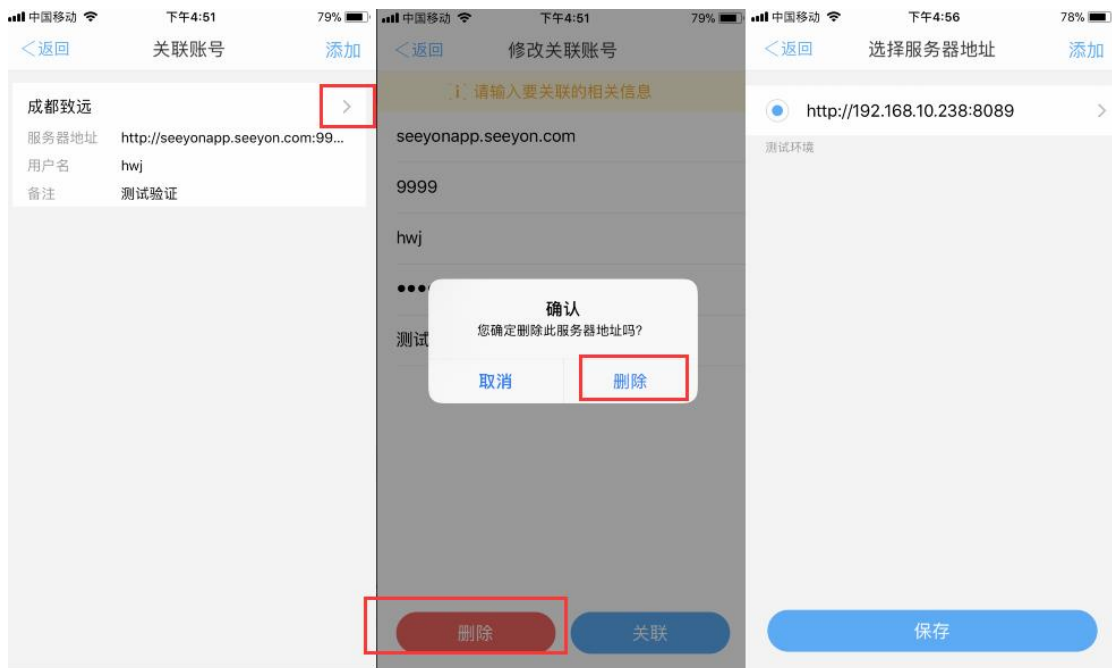 中国移动 下午4:51 79%
<返回 关联账号 添加
成都致远 >
服务器地址 http://seeyonapp.seeyon.com:99...
用户名 hwj
备注 测试验证
中国移动 下午4:51 79%
<返回 修改关联账号
[i] 请输入要关联的相关信息
seeyonapp.seeyon.com
9999
hwj
••••
测试
确认
您确定删除此服务器地址吗?
取消 删除
删除 关联
中国移动 下午4:56 78%
<返回 选择服务器地址 添加
http://192.168.10.238:8089 >
测试环境
保存